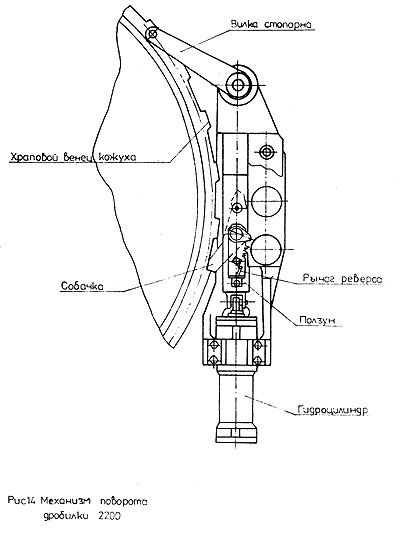 Вилка стопорна
Храповой венец кожуха
Собачка
Рычаг реверса
Ползун
Гидроцилиндр
Рис14 Механизм поворота
дробилки 2200